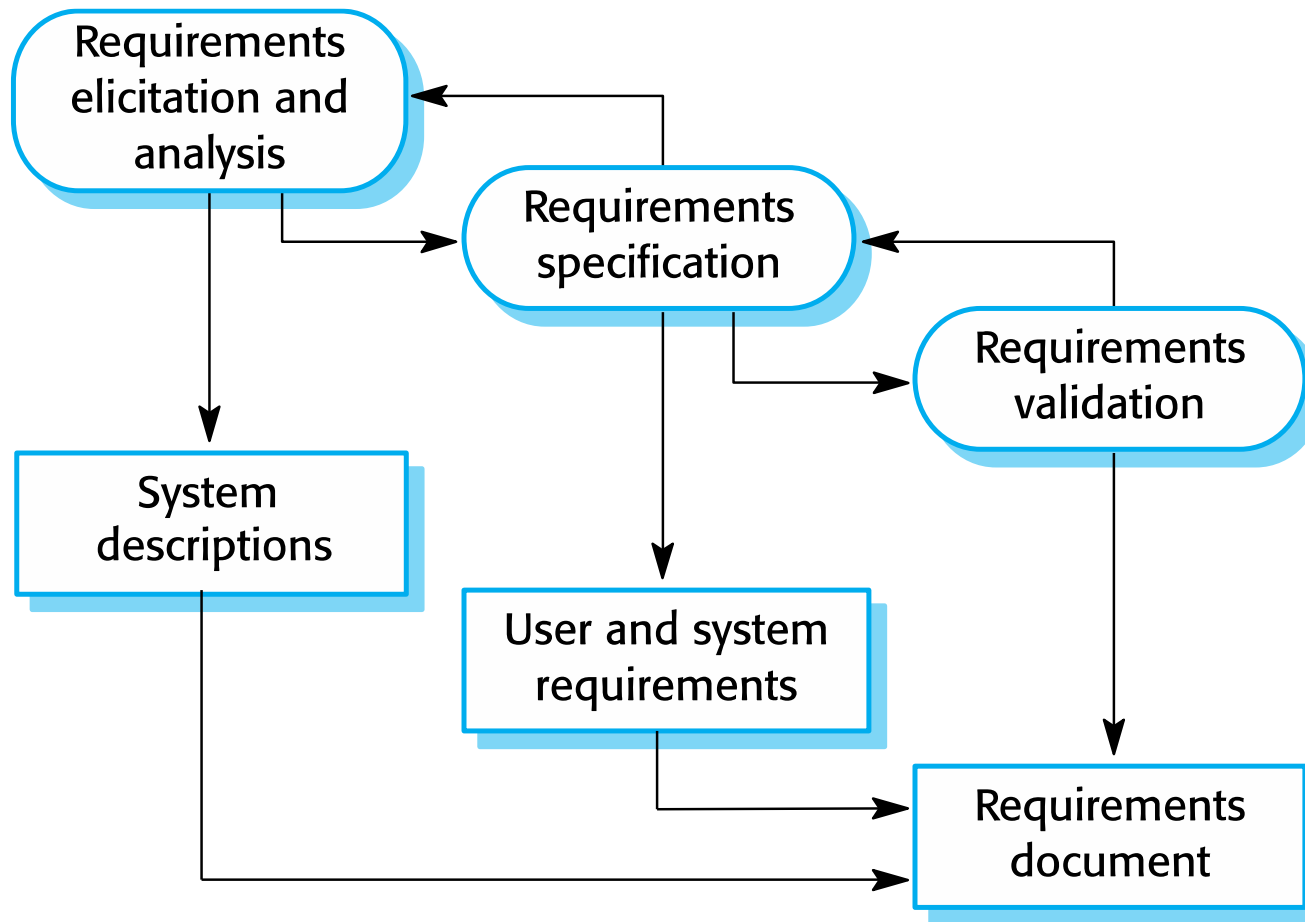 Requirements
elicitation and
analysis
Requirements
specification
Requirements
validation
System
descriptions
User and system
requirements
Requirements
document